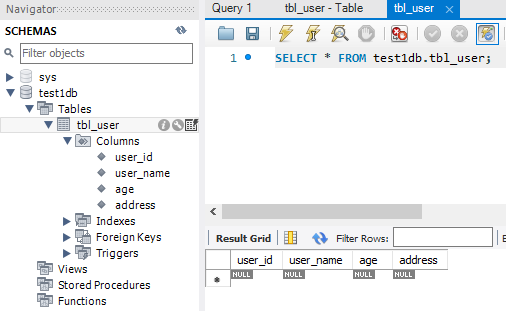 Navigator
SCHEMAS
Filter objects
sys
test1db
Tables
tbl_user
Columns
user_id
user_name
age
address
Indexes
Foreign Keys
Triggers
Views
Stored Procedures
Functions
Query 1 tbl_user - Table tbl_user
1 SELECT * FROM test1db.tbl_user;
Result Grid Filter Rows:
user_id user_name age address
* NULL NULL NULL NULL